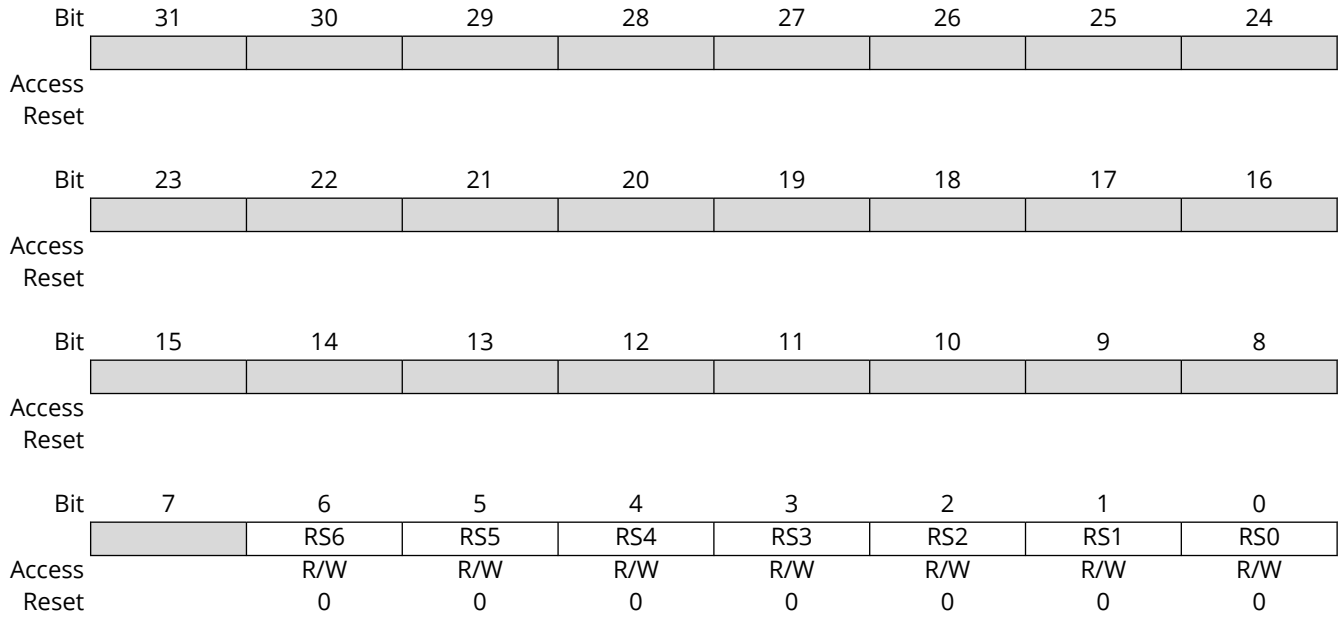 Bit 31 30 29 28 27 26 25 24
Access
Reset
Bit 23 22 21 20 19 18 17 16
Access
Reset
Bit 15 14 13 12 11 10 9 8
Access
Reset
Bit 7 6 5 4 3 2 1 0
RS6 RS5 RS4 RS3 RS2 RS1 RS0
Access R/W R/W R/W R/W R/W R/W R/W
Reset 0 0 0 0 0 0 0